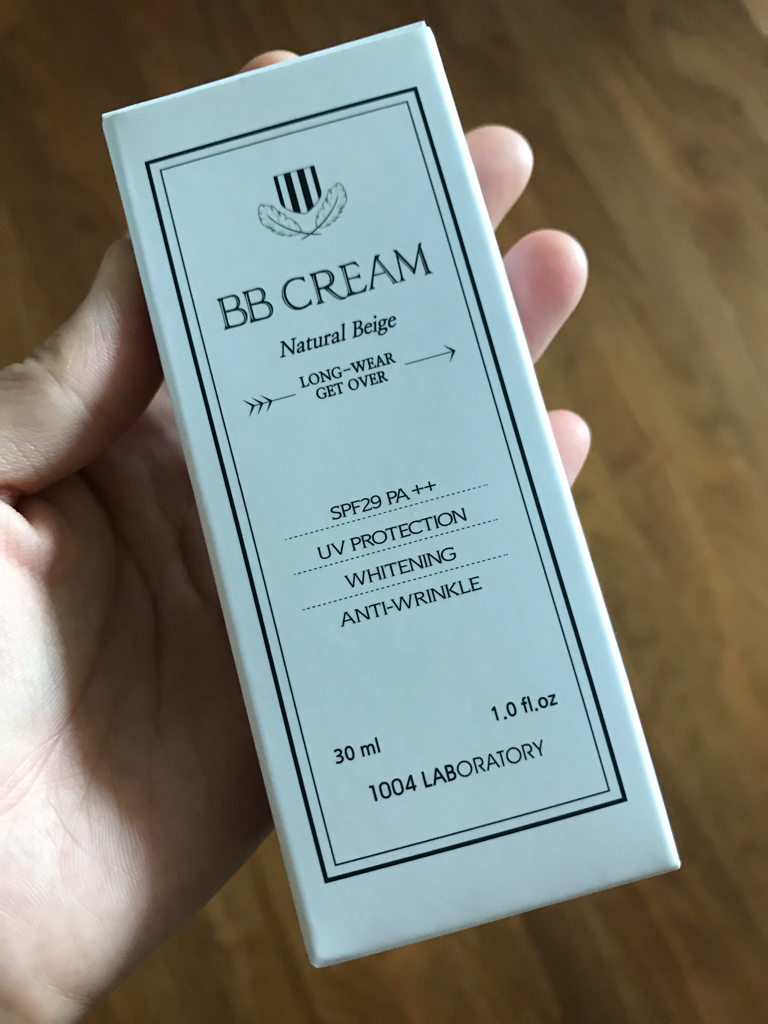 BB CREAM
Natural Beige
LONG-WEAR
GET OVER
SPF29 PA ++
UV PROTECTION
WHITENING
ANTI-WRINKLE
30 ml 1.0 fl.oz
1004 LABORATORY